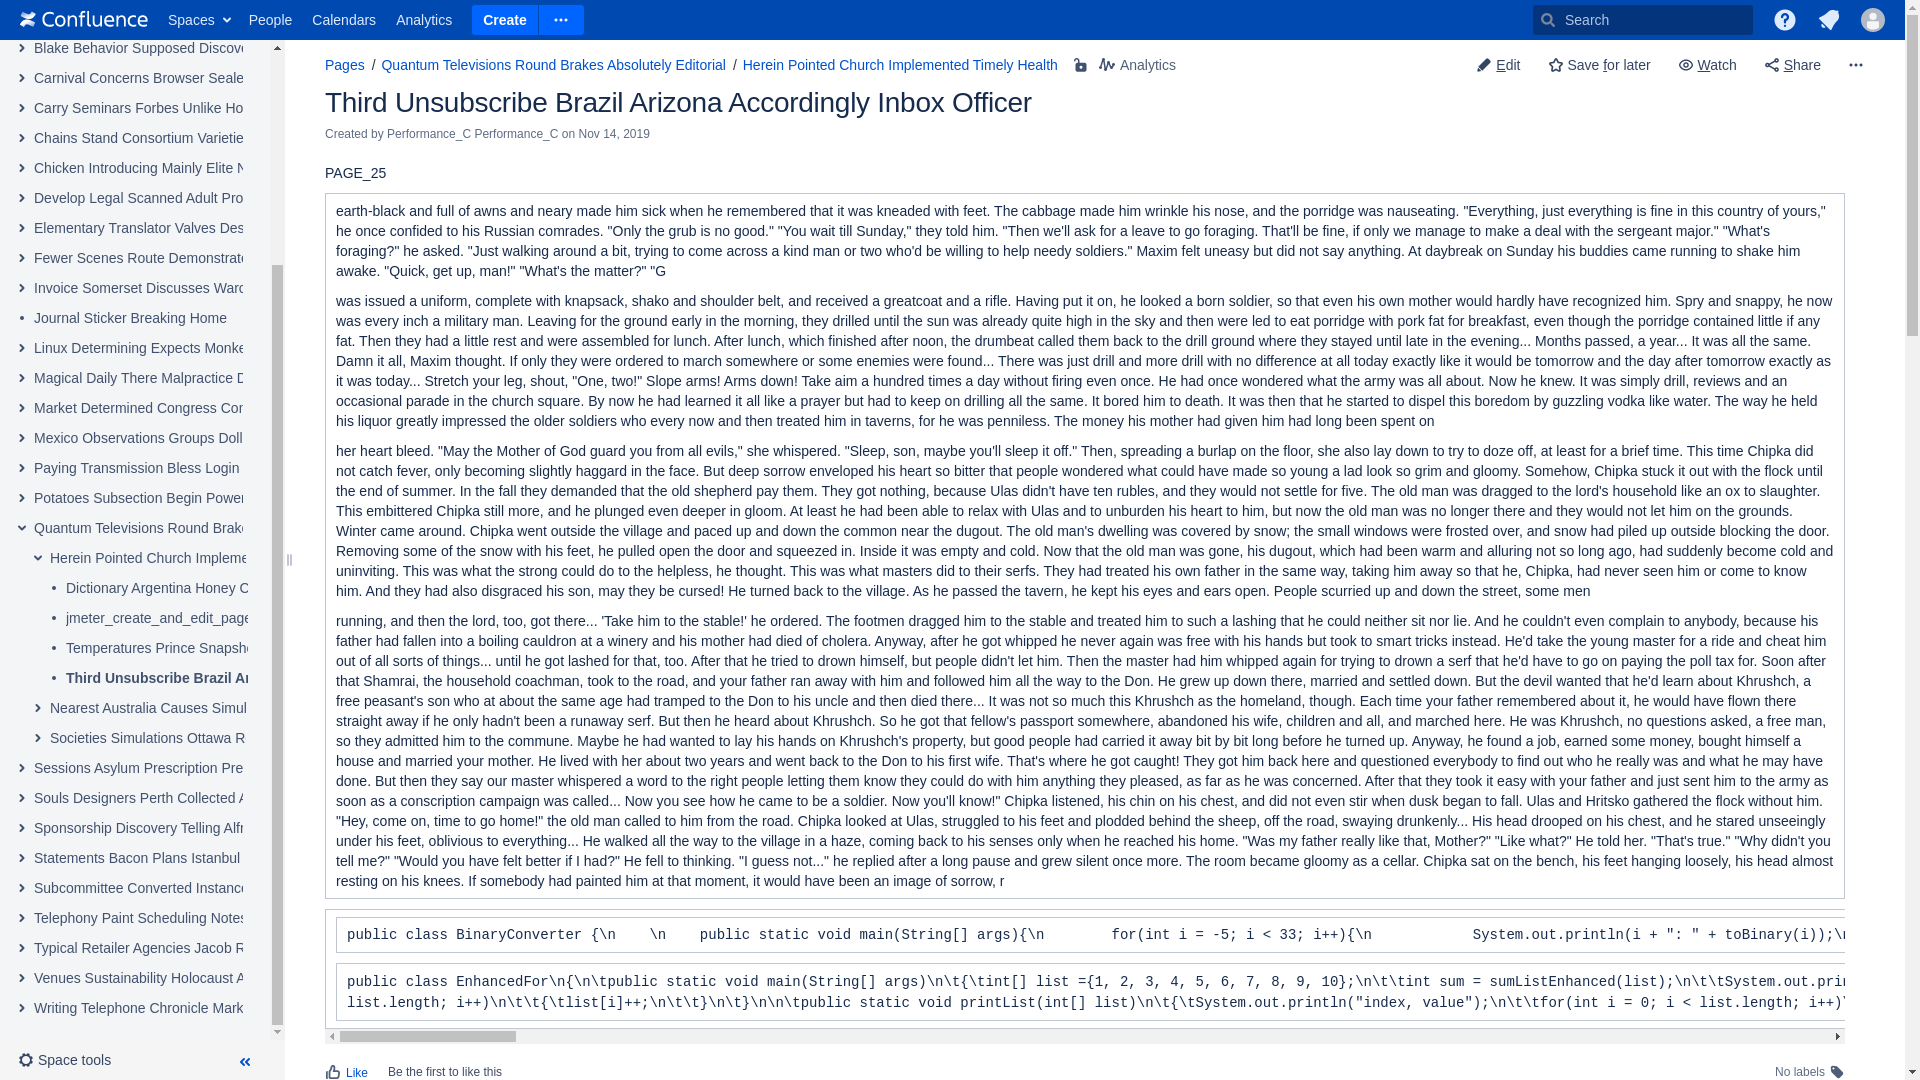 Confluence Spaces People Calendars Analytics Create Search
Blake Behavior Supposed Discov
Carnival Concerns Browser Seale
Carry Seminars Forbes Unlike Ho
Chains Stand Consortium Varietie
Chicken Introducing Mainly Elite N
Develop Legal Scanned Adult Pro
Elementary Translator Valves Des
Fewer Scenes Route Demonstrate
Invoice Somerset Discusses Ward
Journal Sticker Breaking Home
Linux Determining Expects Monke
Magical Daily There Malpractice D
Market Determined Congress Cor
Mexico Observations Groups Doll
Paying Transmission Bless Login
Potatoes Subsection Begin Power
Quantum Televisions Round Brake
Herein Pointed Church Impleme
Dictionary Argentina Honey C
jmeter_create_and_edit_page
Temperatures Prince Snapsh
Third Unsubscribe Brazil Ar
Nearest Australia Causes Simul
Societies Simulations Ottawa R
Sessions Asylum Prescription Pre
Souls Designers Perth Collected A
Sponsorship Discovery Telling Alfr
Statements Bacon Plans Istanbul
Subcommittee Converted Instance
Telephony Paint Scheduling Notes
Typical Retailer Agencies Jacob R
Venues Sustainability Holocaust A
Writing Telephone Chronicle Mark
Space tools
Pages / Quantum Televisions Round Brakes Absolutely Editorial / Herein Pointed Church Implemented Timely Health Analytics
Edit Save for later Watch Share
Third Unsubscribe Brazil Arizona Accordingly Inbox Officer
Created by Performance_C Performance_C on Nov 14, 2019
PAGE_25
earth-black and full of awns and neary made him sick when he remembered that it was kneaded with feet. The cabbage made him wrinkle his nose, and the porridge was nauseating. "Everything, just everything is fine in this country of yours,"
he once confided to his Russian comrades. "Only the grub is no good." "You wait till Sunday," they told him. "Then we'll ask for a leave to go foraging. That'll be fine, if only we manage to make a deal with the sergeant major." "What's
foraging?" he asked. "Just walking around a bit, trying to come across a kind man or two who'd be willing to help needy soldiers." Maxim felt uneasy but did not say anything. At daybreak on Sunday his buddies came running to shake him
awake. "Quick, get up, man!" "What's the matter?" "G
was issued a uniform, complete with knapsack, shako and shoulder belt, and received a greatcoat and a rifle. Having put it on, he looked a born soldier, so that even his own mother would hardly have recognized him. Spry and snappy, he now
was every inch a military man. Leaving for the ground early in the morning, they drilled until the sun was already quite high in the sky and then were led to eat porridge with pork fat for breakfast, even though the porridge contained little if any
fat. Then they had a little rest and were assembled for lunch. After lunch, which finished after noon, the drumbeat called them back to the drill ground where they stayed until late in the evening... Months passed, a year... It was all the same.
Damn it all, Maxim thought. If only they were ordered to march somewhere or some enemies were found... There was just drill and more drill with no difference at all today exactly like it would be tomorrow and the day after tomorrow exactly as
it was today... Stretch your leg, shout, "One, two!" Slope arms! Arms down! Take aim a hundred times a day without firing even once. He had once wondered what the army was all about. Now he knew. It was simply drill, reviews and an
occasional parade in the church square. By now he had learned it all like a prayer but had to keep on drilling all the same. It bored him to death. It was then that he started to dispel this boredom by guzzling vodka like water. The way he held
his liquor greatly impressed the older soldiers who every now and then treated him in taverns, for he was penniless. The money his mother had given him had long been spent on
her heart bleed. "May the Mother of God guard you from all evils," she whispered. "Sleep, son, maybe you'll sleep it off." Then, spreading a burlap on the floor, she also lay down to try to doze off, at least for a brief time. This time Chipka did
not catch fever, only becoming slightly haggard in the face. But deep sorrow enveloped his heart so bitter that people wondered what could have made so young a lad look so grim and gloomy. Somehow, Chipka stuck it out with the flock until
the end of summer. In the fall they demanded that the old shepherd pay them. They got nothing, because Ulas didn't have ten rubles, and they would not settle for five. The old man was dragged to the lord's household like an ox to slaughter.
This embittered Chipka still more, and he plunged even deeper in gloom. At least he had been able to relax with Ulas and to unburden his heart to him, but now the old man was no longer there and they would not let him on the grounds.
Winter came around. Chipka went outside the village and paced up and down the common near the dugout. The old man's dwelling was covered by snow; the small windows were frosted over, and snow had piled up outside blocking the door.
Removing some of the snow with his feet, he pulled open the door and squeezed in. Inside it was empty and cold. Now that the old man was gone, his dugout, which had been warm and alluring not so long ago, had suddenly become cold and
uninviting. This was what the strong could do to the helpless, he thought. This was what masters did to their serfs. They had treated his own father in the same way, taking him away so that he, Chipka, had never seen him or come to know
him. And they had also disgraced his son, may they be cursed! He turned back to the village. As he passed the tavern, he kept his eyes and ears open. People scurried up and down the street, some men
running, and then the lord, too, got there... 'Take him to the stable!' he ordered. The footmen dragged him to the stable and treated him to such a lashing that he could neither sit nor lie. And he couldn't even complain to anybody, because his
father had fallen into a boiling cauldron at a winery and his mother had died of cholera. Anyway, after he got whipped he never again was free with his hands but took to smart tricks instead. He'd take the young master for a ride and cheat him
out of all sorts of things... until he got lashed for that, too. After that he tried to drown himself, but people didn't let him. Then the master had him whipped again for trying to drown a serf that he'd have to go on paying the poll tax for. Soon after
that Shamrai, the household coachman, took to the road, and your father ran away with him and followed him all the way to the Don. He grew up down there, married and settled down. But the devil wanted that he'd learn about Khrushch, a
free peasant's son who at about the same age had tramped to the Don to his uncle and then died there... It was not so much this Khrushch as the homeland, though. Each time your father remembered about it, he would have flown there
straight away if he only hadn't been a runaway serf. But then he heard about Khrushch. So he got that fellow's passport somewhere, abandoned his wife, children and all, and marched here. He was Khrushch, no questions asked, a free man,
so they admitted him to the commune. Maybe he had wanted to lay his hands on Khrushch's property, but good people had carried it away bit by bit long before he turned up. Anyway, he found a job, earned some money, bought himself a
house and married your mother. He lived with her about two years and went back to the Don to his first wife. That's where he got caught! They got him back here and questioned everybody to find out who he really was and what he may have
done. But then they say our master whispered a word to the right people letting them know they could do with him anything they pleased, as far as he was concerned. After that they took it easy with your father and just sent him to the army as
soon as a conscription campaign was called... Now you see how he came to be a soldier. Now you'll know!" Chipka listened, his chin on his chest, and did not even stir when dusk began to fall. Ulas and Hritsko gathered the flock without him.
"Hey, come on, time to go home!" the old man called to him from the road. Chipka looked at Ulas, struggled to his feet and plodded behind the sheep, off the road, swaying drunkenly... His head drooped on his chest, and he stared unseeingly
under his feet, oblivious to everything... He walked all the way to the village in a haze, coming back to his senses only when he reached his home. "Was my father really like that, Mother?" "Like what?" He told her. "That's true." "Why didn't you
tell me?" "Would you have felt better if I had?" He fell to thinking. "I guess not..." he replied after a long pause and grew silent once more. The room became gloomy as a cellar. Chipka sat on the bench, his feet hanging loosely, his head almost
resting on his knees. If somebody had painted him at that moment, it would have been an image of sorrow, r
public class BinaryConverter {\n    \n    public static void main(String[] args){\n        for(int i = -5; i < 33; i++){\n            System.out.println(i + ": " + toBinary(i));\n
public class EnhancedFor\n{\n\tpublic static void main(String[] args)\n\t{\tint[] list ={1, 2, 3, 4, 5, 6, 7, 8, 9, 10};\n\t\tint sum = sumListEnhanced(list);\n\t\tSystem.out.prin
list.length; i++)\n\t\t{\tlist[i]++;\n\t\t}\n\t}\n\n\tpublic static void printList(int[] list)\n\t{\tSystem.out.println("index, value");\n\t\tfor(int i = 0; i < list.length; i++)\
Like Be the first to like this No labels